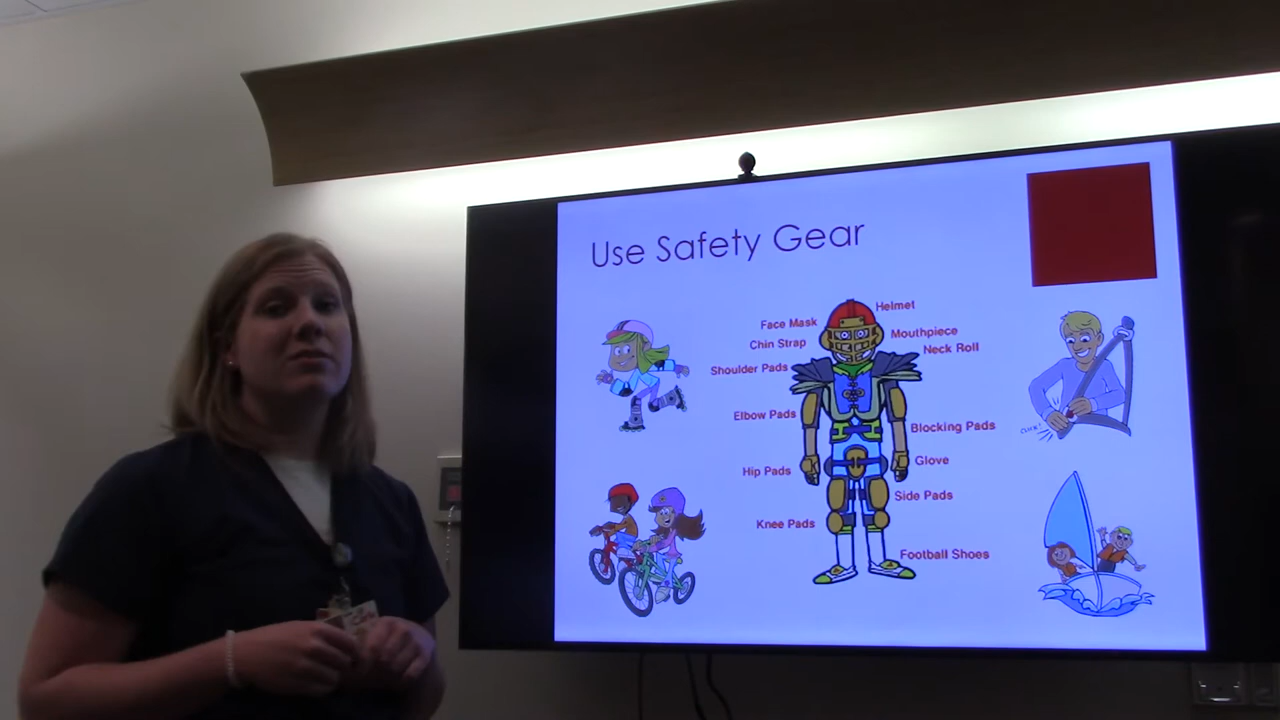 Use Safety Gear
Helmet
Face Mask
Mouthpiece
Chin Strap
Neck Roll
Shoulder Pads
Elbow Pads
Blocking Pads
Glove
Hip Pads
Side Pads
Knee Pads
Football Shoes